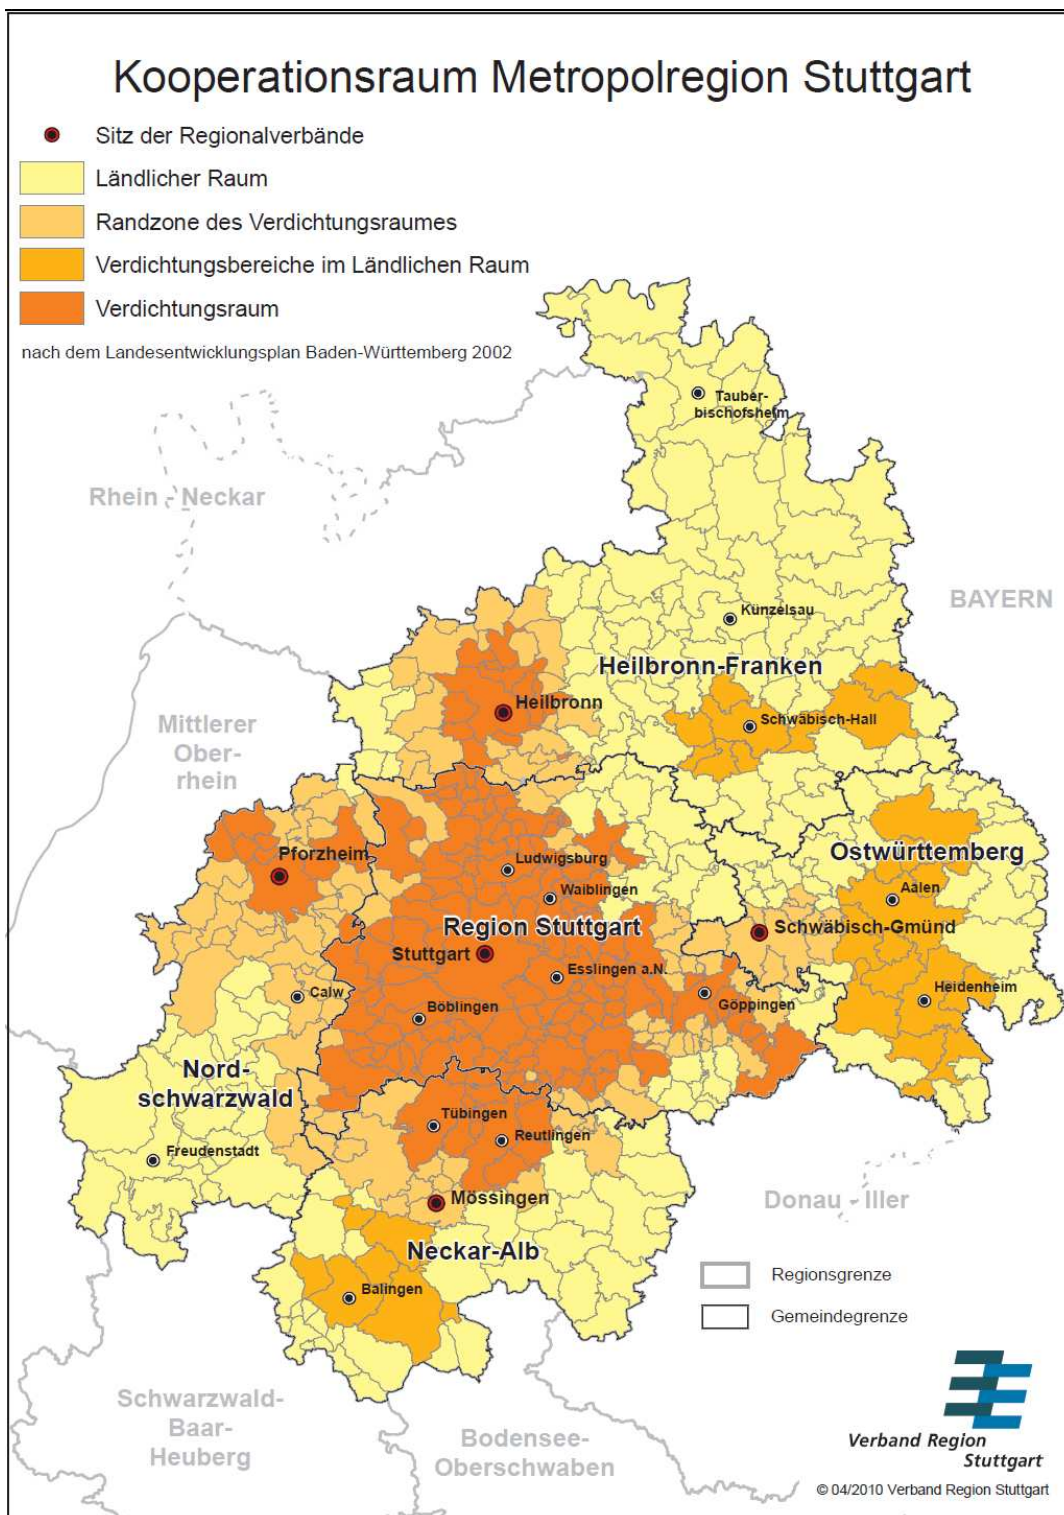 Kooperationsraum Metropolregion Stuttgart
Sitz der Regionalverbände
Ländlicher Raum
Randzone des Verdichtungsraumes
Verdichtungsbereiche im Ländlichen Raum
Verdichtungsraum
nach dem Landesentwicklungsplan Baden-Württemberg 2002
Tauber-
bischofsheim
Rhein - Neckar
BAYERN
Künzelsau
Heilbronn-Franken
Heilbronn
Schwäbisch-Hall
Mittlerer
Ober-
rhein
Pforzheim
Ludwigsburg
Ostwürttemberg
Aalen
Waiblingen
Region Stuttgart
Schwäbisch-Gmünd
Stuttgart
Esslingen a.N.
Calw
Göppingen
Heidenheim
Böblingen
Nord-
schwarzwald
Tübingen
Reutlingen
Freudenstadt
Mössingen
Donau - Iller
Neckar-Alb
Balingen
Regionsgrenze
Gemeindegrenze
Schwarzwald-
Baar-
Heuberg
Bodensee-
Oberschwaben
Verband Region
Stuttgart
© 04/2010 Verband Region Stuttgart